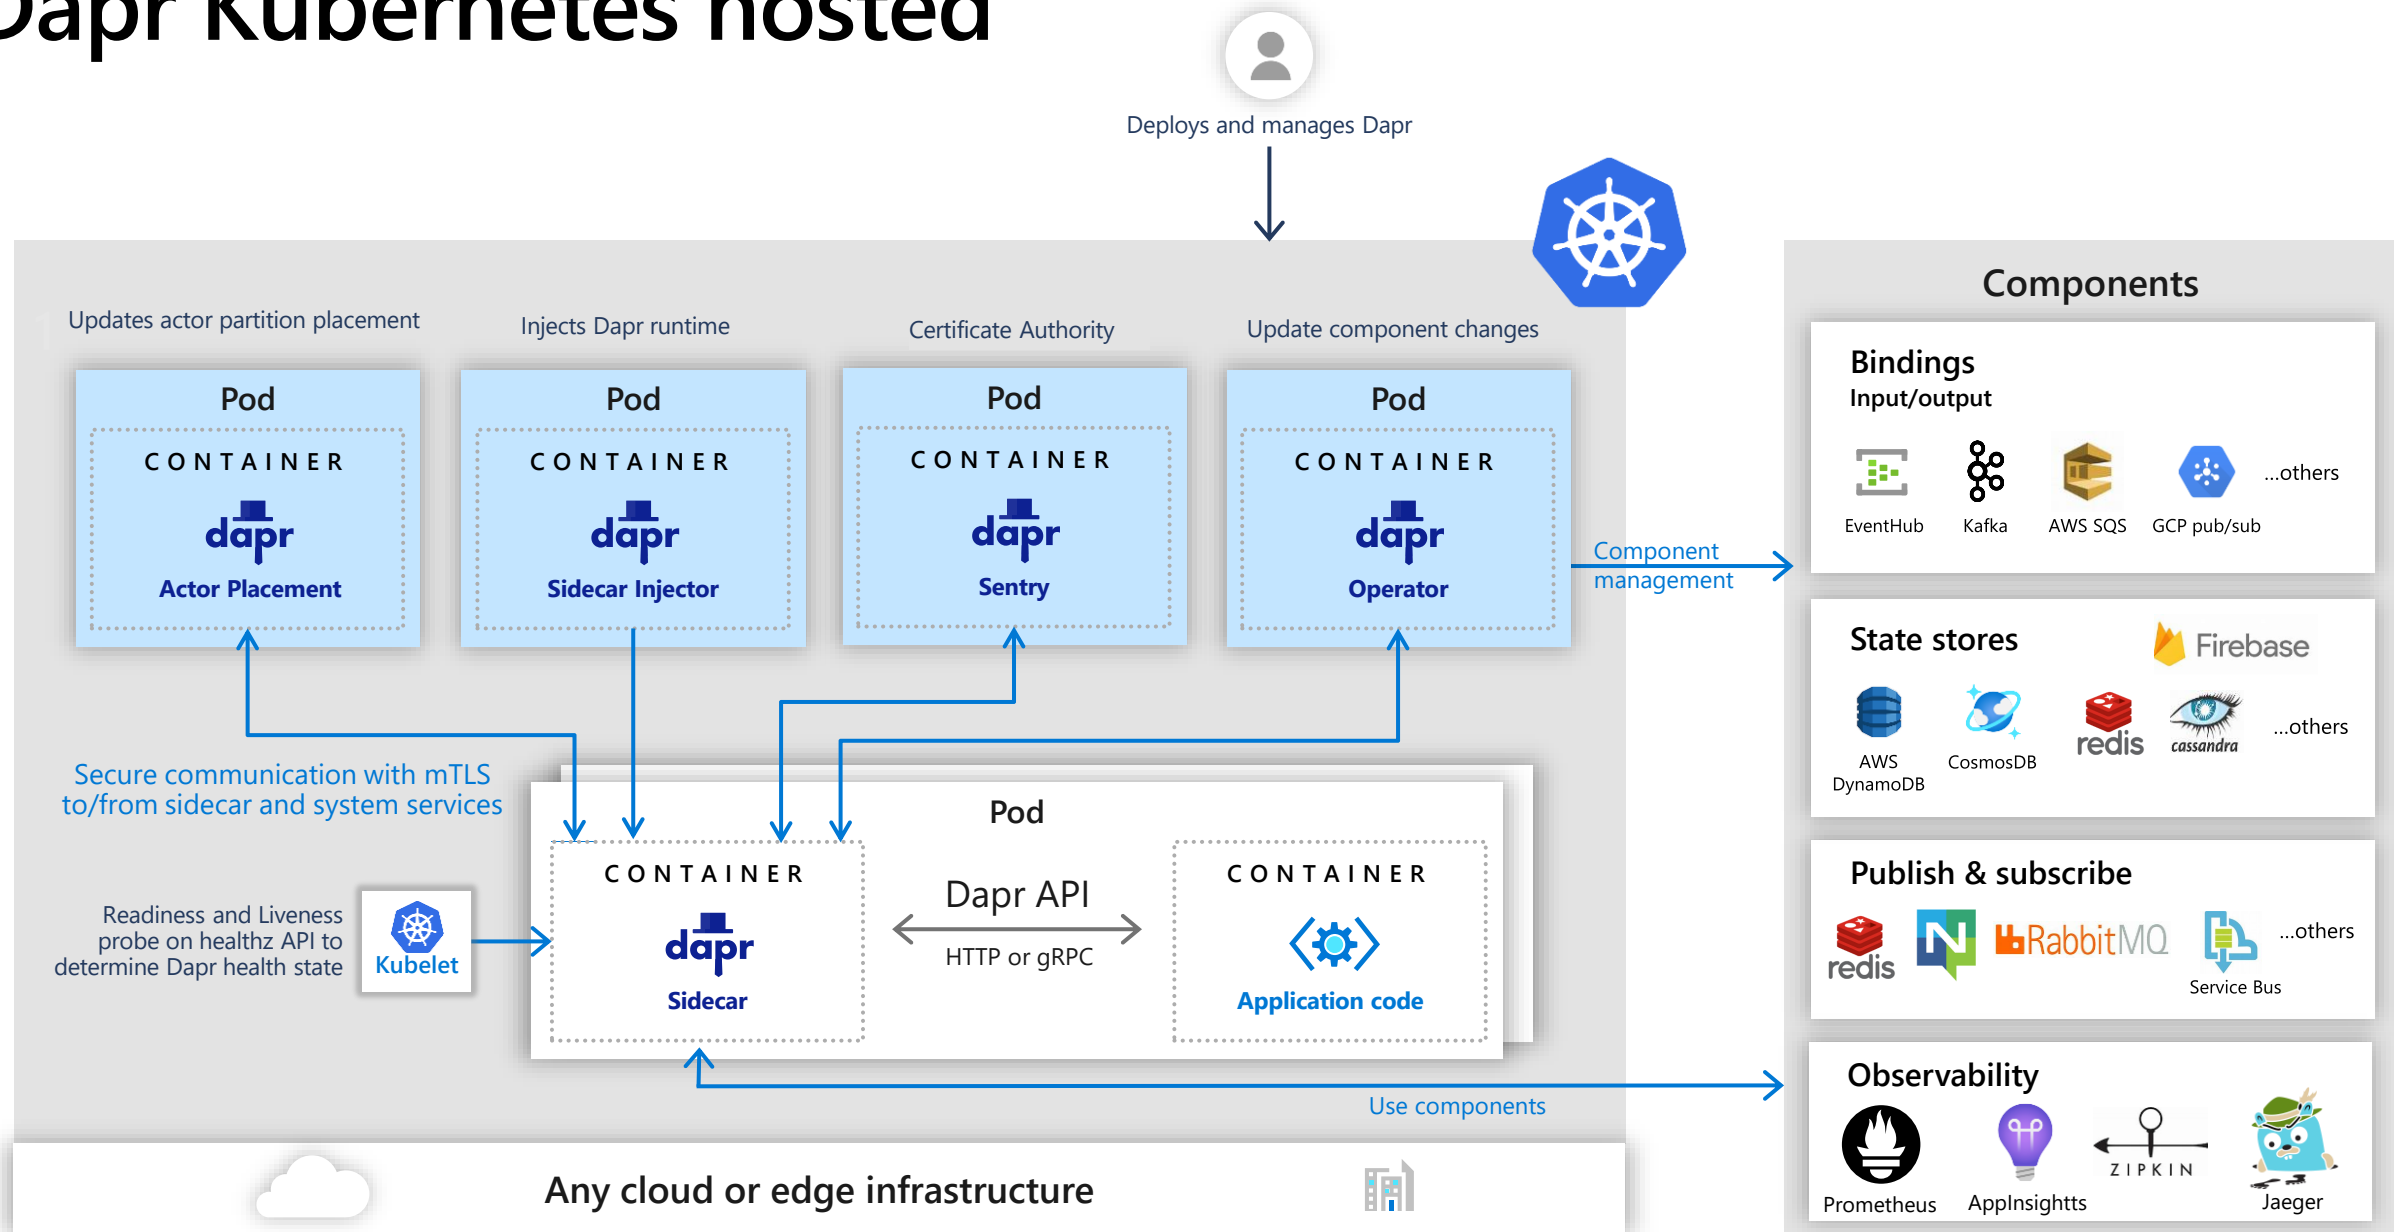 Dapr Kubernetes hosted
Deploys and manages Dapr
Updates actor partition placement
Injects Dapr runtime
Certificate Authority
Update component changes
Pod
CONTAINER
dapr
Actor Placement
Pod
CONTAINER
dapr
Sidecar Injector
Pod
CONTAINER
dapr
Sentry
Pod
CONTAINER
dapr
Operator
Component
management
Secure communication with mTLS
to/from sidecar and system services
Readiness and Liveness
probe on healthz API to
determine Dapr health state
Kubelet
Pod
CONTAINER
dapr
Sidecar
Dapr API
HTTP or gRPC
CONTAINER
Application code
Use components
Any cloud or edge infrastructure
Components
Bindings
Input/output
EventHub
Kafka
AWS SQS
GCP pub/sub
...others
State stores
Firebase
AWS
DynamoDB
CosmosDB
redis
cassandra
...others
Publish & subscribe
redis
N
RabbitMQ
Service Bus
...others
Observability
Prometheus
AppInsightts
ZIPKIN
Jaeger